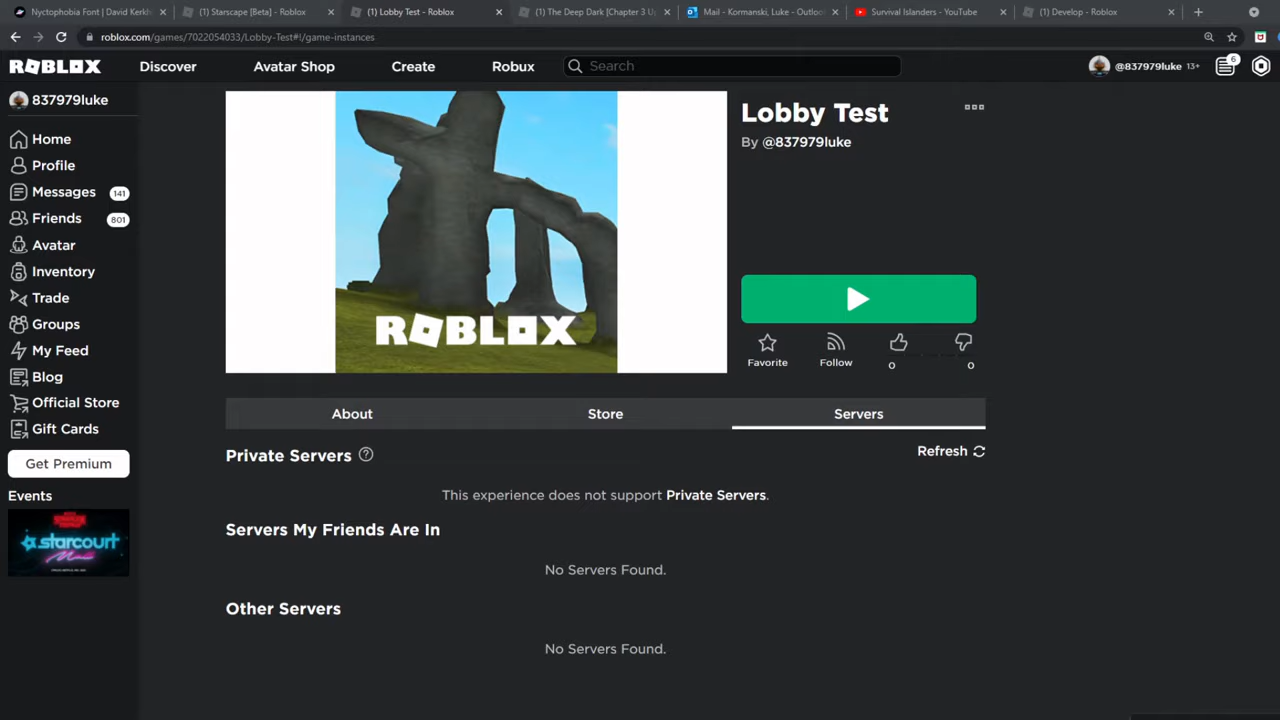 Nyctophobia Font | David Kerkh
(1) Starscape [Beta] - Roblox
(1) Lobby Test - Roblox
(1) The Deep Dark [Chapter 3 U
Mail - Kormanski, Luke - Outloo
Survival Islanders - YouTube
(1) Develop - Roblox
roblox.com/games/7022054033/Lobby-Test#!/game-instances
ROBLOX
Discover
Avatar Shop
Create
Robux
Search
@837979luke 13+
6
837979luke
Home
Profile
Messages 141
Friends 801
Avatar
Inventory
Trade
Groups
My Feed
Blog
Official Store
Gift Cards
Get Premium
Events
starcourt
ROBLOX
Lobby Test
By @837979luke
Favorite
Follow
0
0
About
Store
Servers
Private Servers
Refresh
This experience does not support Private Servers.
Servers My Friends Are In
No Servers Found.
Other Servers
No Servers Found.